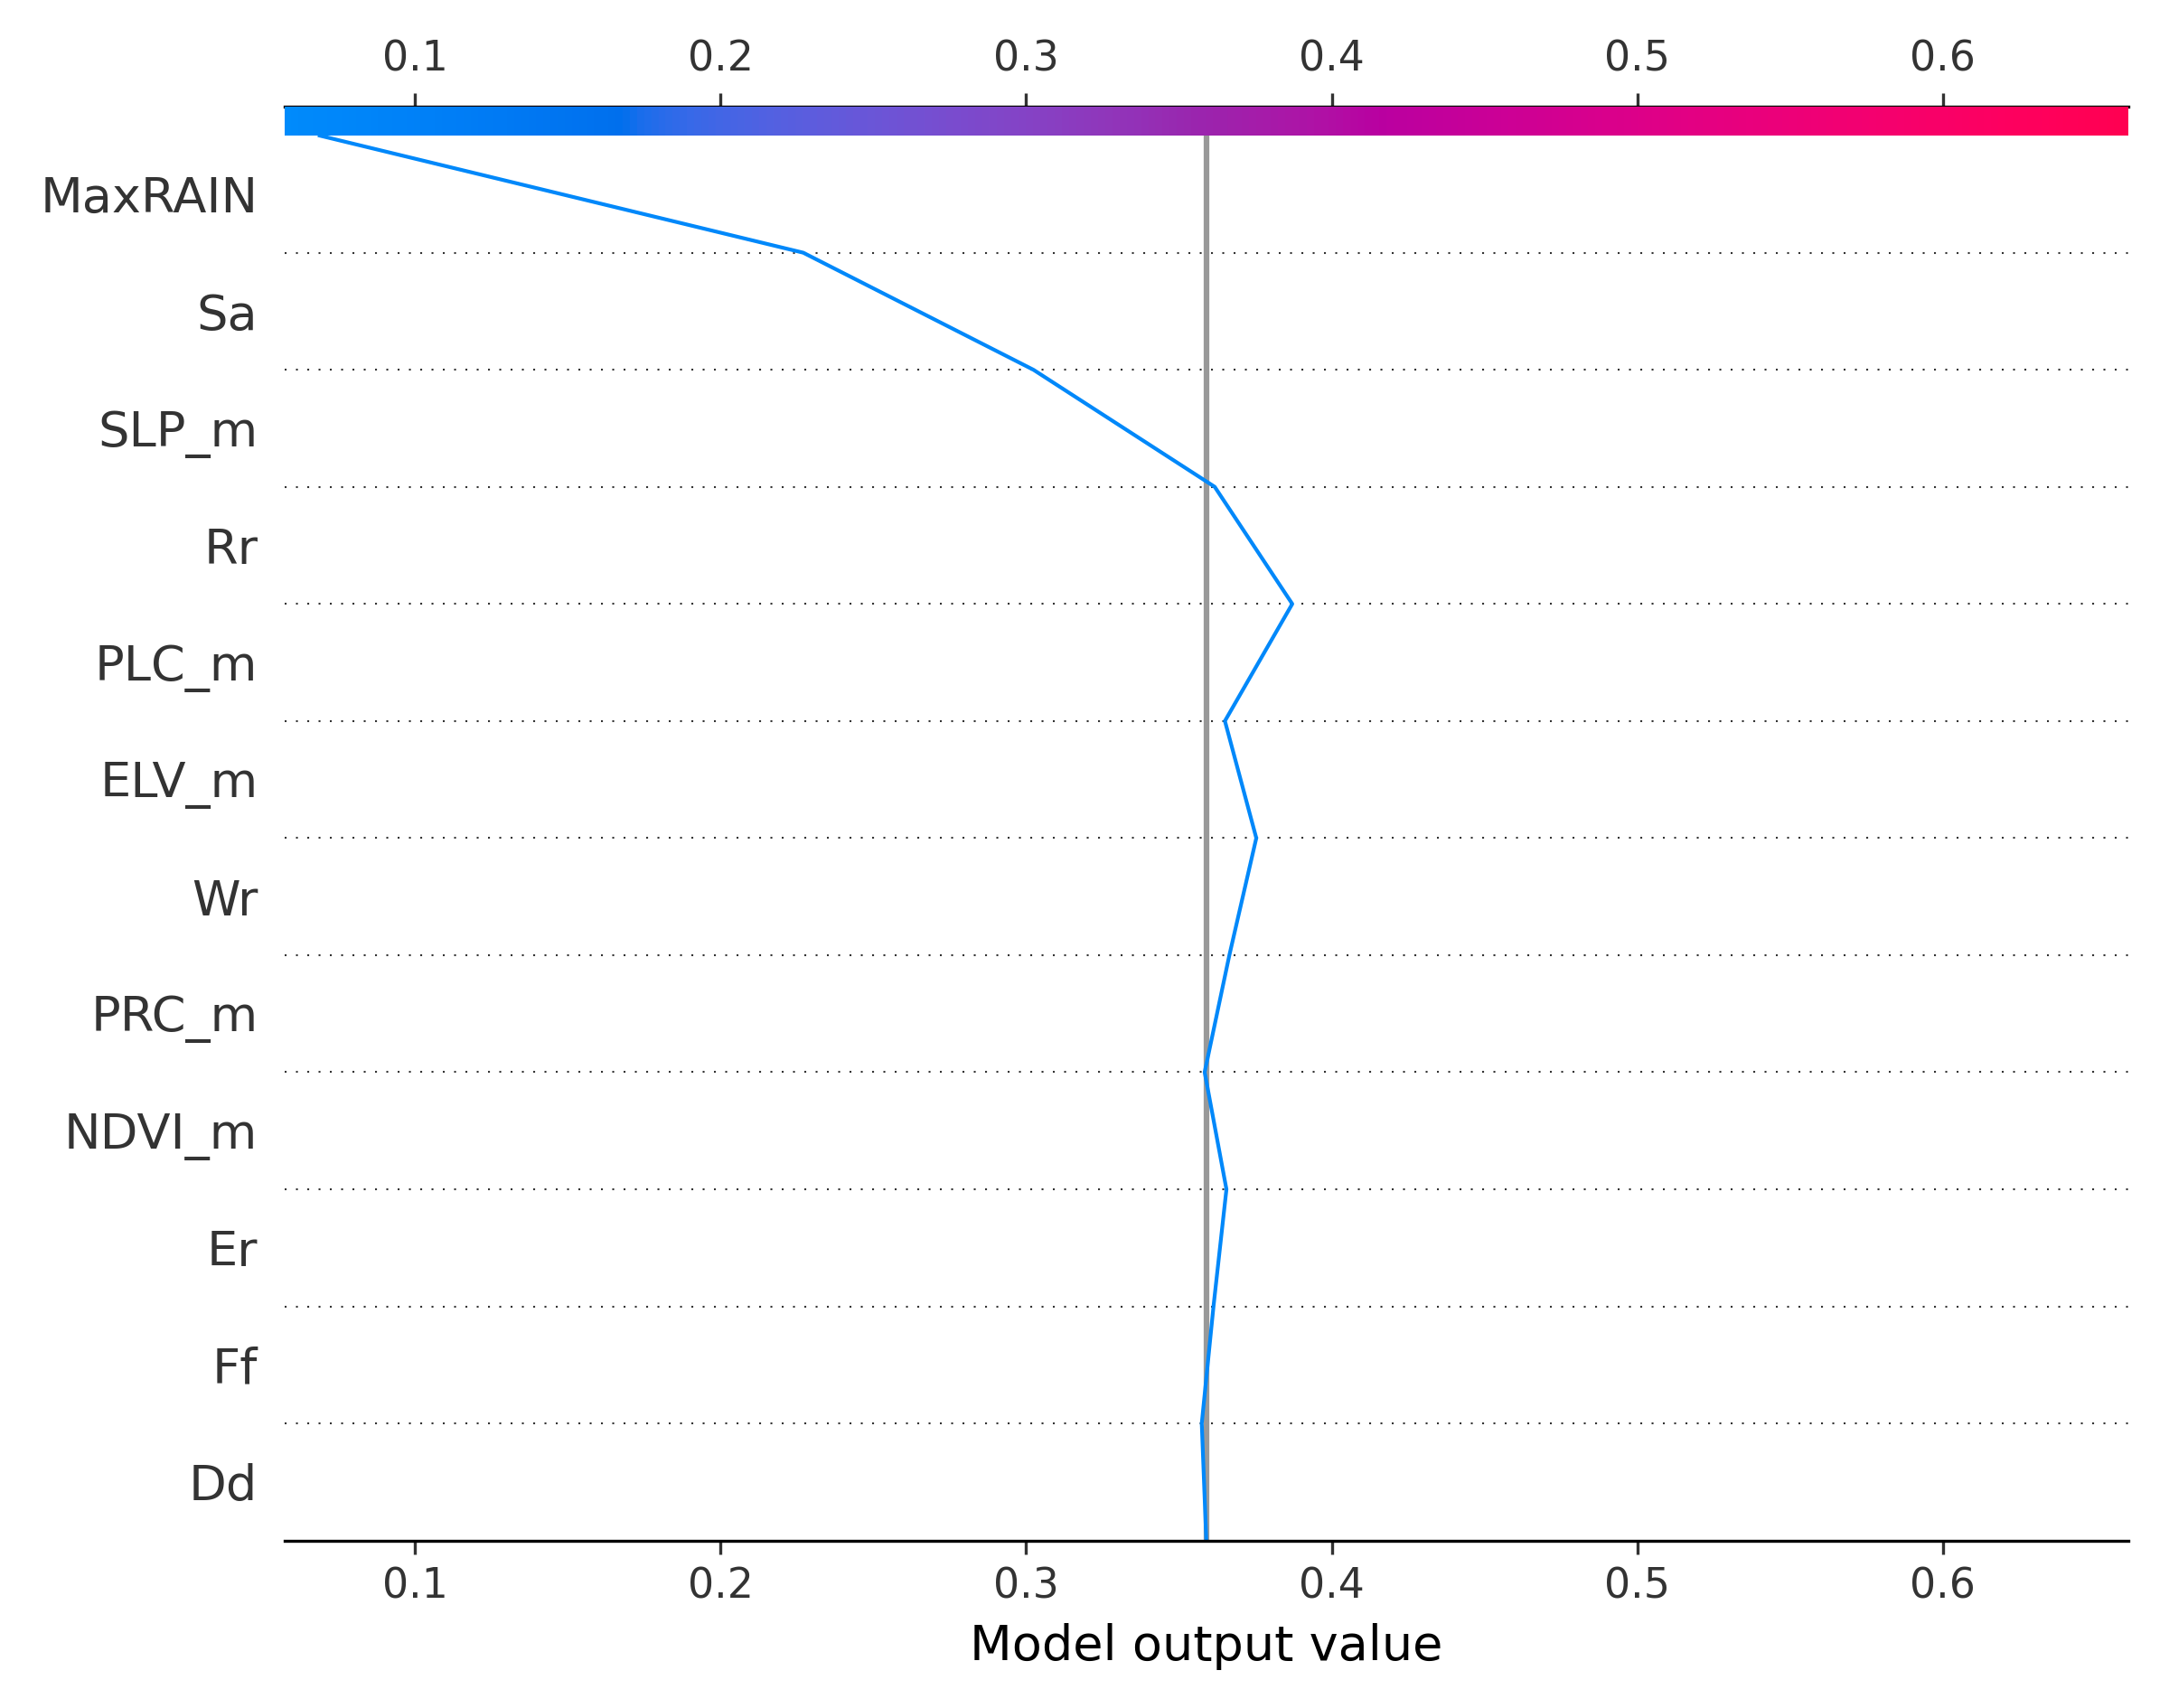 0.1 0.2 0.3 0.4 0.5 0.6
MaxRAIN
Sa
SLP_m
Rr
PLC_m
ELV_m
Wr
PRC_m
NDVI_m
Er
Ff
Dd
0.1 0.2 0.3 0.4 0.5 0.6
Model output value